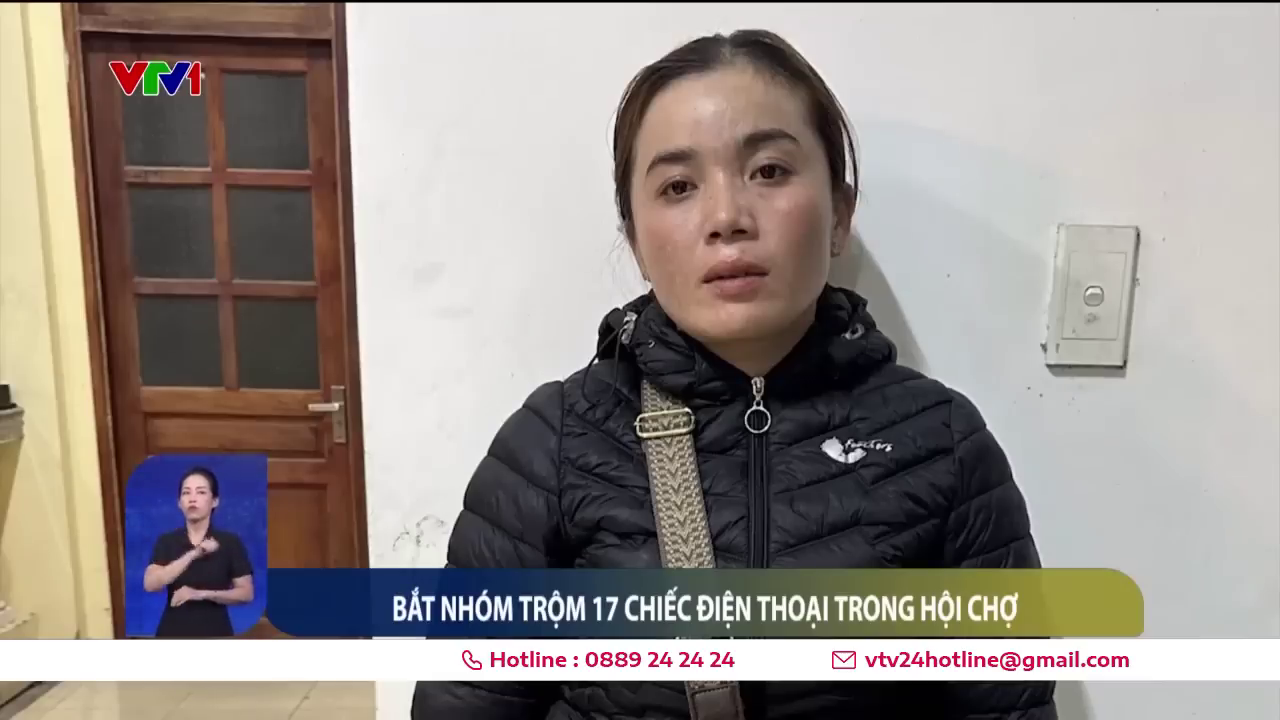 VTV1
feathers
BẮT NHÓM TRỘM 17 CHIẾC ĐIỆN THOẠI TRONG HỘI CHỢ
Hotline : 0889 24 24 24
vtv24hotline@gmail.com